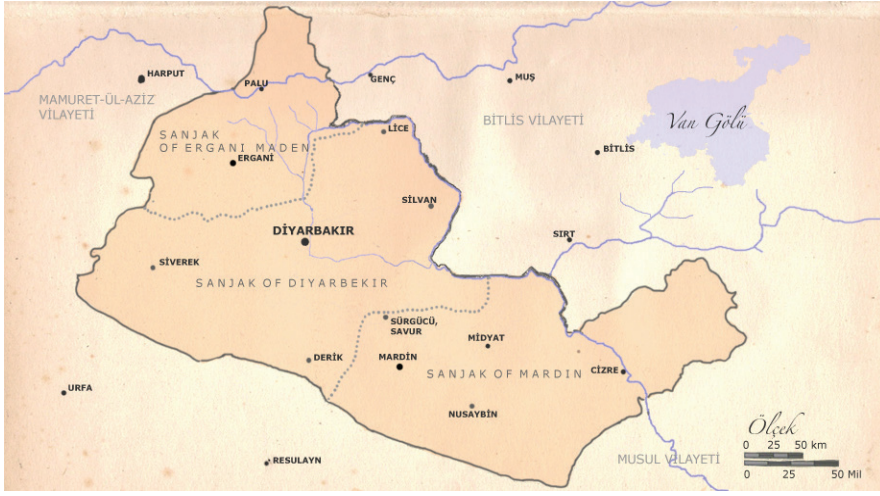 HARPUT
PALU
GENÇ
MUŞ
MAMURET-ÜL-AZİZ
VİLAYETİ
BİTLİS VİLAYETİ
Van Gölü
SANJAK
OF ERGANI MADEN
LİCE
ERGANİ
BİTLİS
SİLVAN
DİYARBAKIR
SIRT
SİVEREK
SANJAK OF DIYARBEKIR
SÜRGÜCÜ,
SAVUR
MİDYAT
DERİK
MARDİN
SANJAK OF MARDIN
CİZRE
URFA
NUSAYBİN
Ölçek
0 25 50 km
RESULAYN
MUSUL VİLAYETİ
0 25 50 Mil